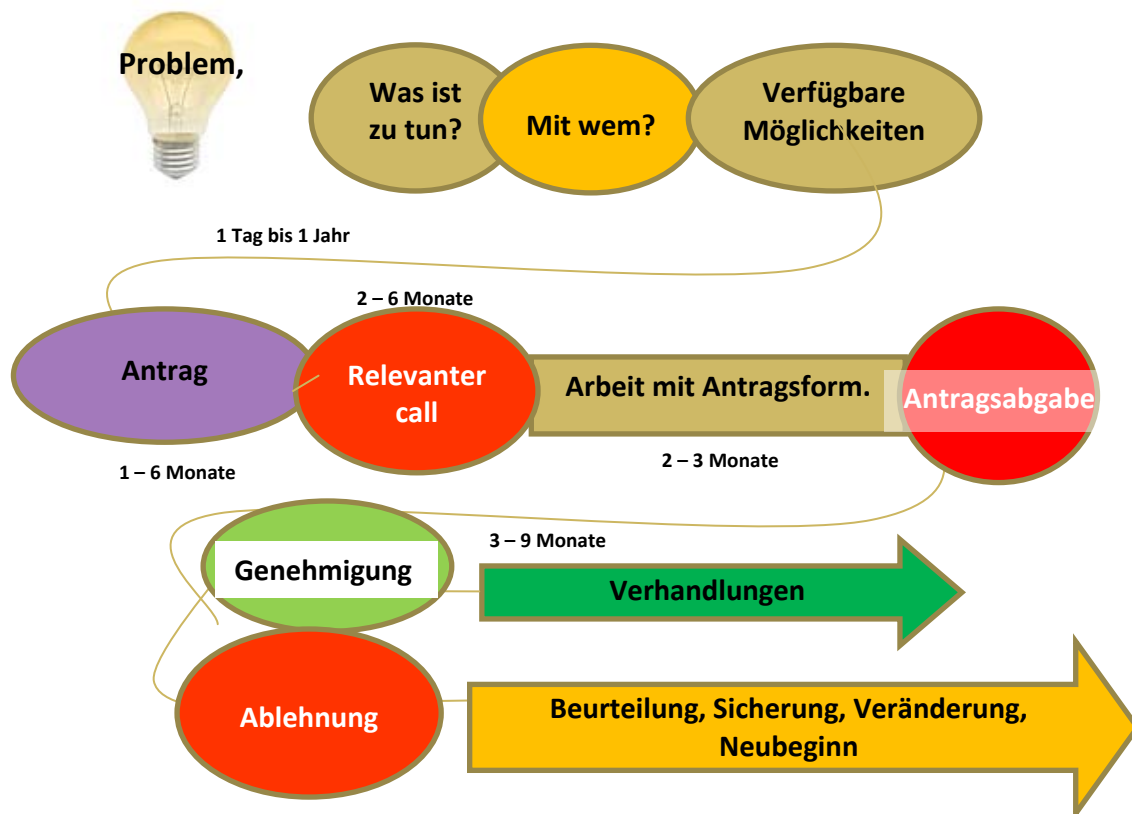 Problem,
Was ist
zu tun?
Mit wem?
Verfügbare
Möglichkeiten
1 Tag bis 1 Jahr
2 – 6 Monate
Antrag
Relevanter
call
Arbeit mit Antragsform.
Antragsabgabe
1 – 6 Monate
2 – 3 Monate
3 – 9 Monate
Genehmigung
Verhandlungen
Ablehnung
Beurteilung, Sicherung, Veränderung,
Neubeginn